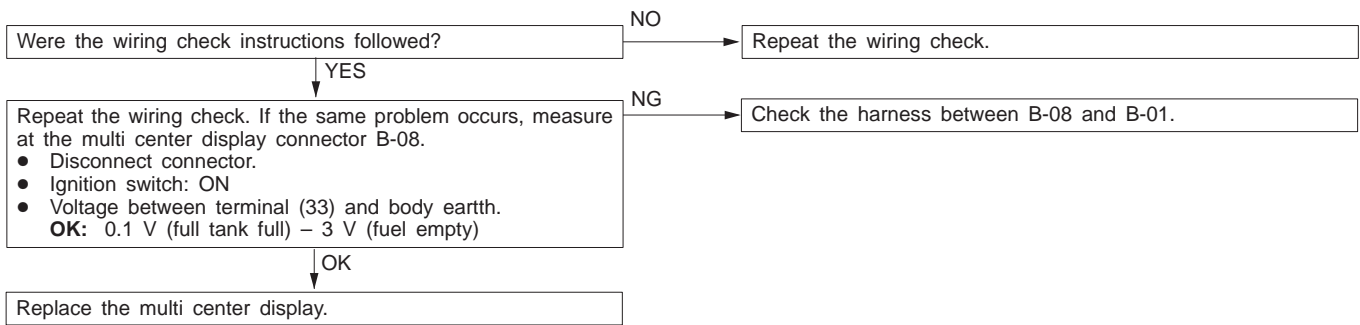 Were the wiring check instructions followed?
NO
Repeat the wiring check.
YES
Repeat the wiring check. If the same problem occurs, measure
at the multi center display connector B-08.
● Disconnect connector.
● Ignition switch: ON
● Voltage between terminal (33) and body eartth.
OK: 0.1 V (full tank full) – 3 V (fuel empty)
NG
Check the harness between B-08 and B-01.
OK
Replace the multi center display.